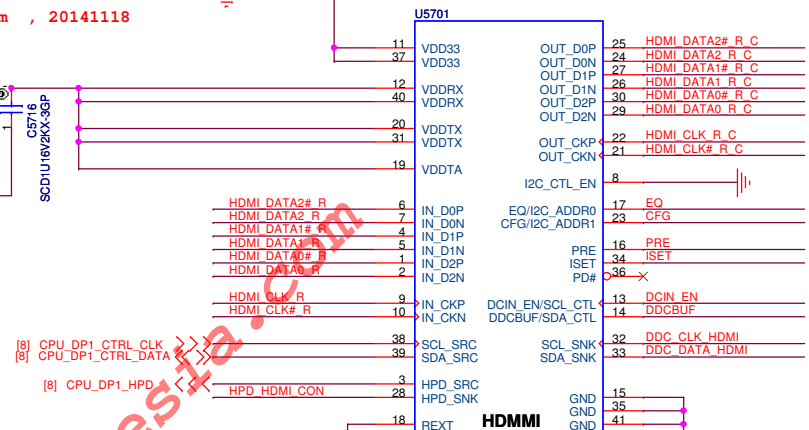 m , 20141118
U5701
11 VDD33 OUT_D0P 25 HDMI_DATA2#_R_C
37 VDD33 OUT_D0N 24 HDMI_DATA2_R_C
OUT_D1P 27 HDMI_DATA1#_R_C
12 VDDRX OUT_D1N 26 HDMI_DATA1_R_C
40 VDDRX OUT_D2P 30 HDMI_DATA0#_R_C
OUT_D2N 29 HDMI_DATA0_R_C
C5716
SCD1U16V2KX-3GP
1
20 VDDTX
31 VDDTX OUT_CKP 22 HDMI_CLK_R_C
OUT_CKN 21 HDMI_CLK#_R_C
19 VDDTA
I2C_CTL_EN 8
HDMI_DATA2#_R 6 IN_D0P EQ/I2C_ADDR0 17 EQ
HDMI_DATA2_R 7 IN_D0N CFG/I2C_ADDR1 23 CFG
HDMI_DATA1#_R 4 IN_D1P
HDMI_DATA1_R 5 IN_D1N PRE 16 PRE
HDMI_DATA0#_R 1 IN_D2P ISET 34 ISET
HDMI_DATA0_R 2 IN_D2N PD# 36
HDMI_CLK_R 9 IN_CKP DCIN_EN/SCL_CTL 13 DCIN_EN
HDMI_CLK#_R 10 IN_CKN DDCBUF/SDA_CTL 14 DDCBUF
[8] CPU_DP1_CTRL_CLK 38 SCL_SRC SCL_SNK 32 DDC_CLK_HDMI
[8] CPU_DP1_CTRL_DATA 39 SDA_SRC SDA_SNK 33 DDC_DATA_HDMI
[8] CPU_DP1_HPD 3 HPD_SRC
HPD_HDMI_CON 28 HPD_SNK GND 15
GND 35
18 REXT HDMMI GND 41
esia.com